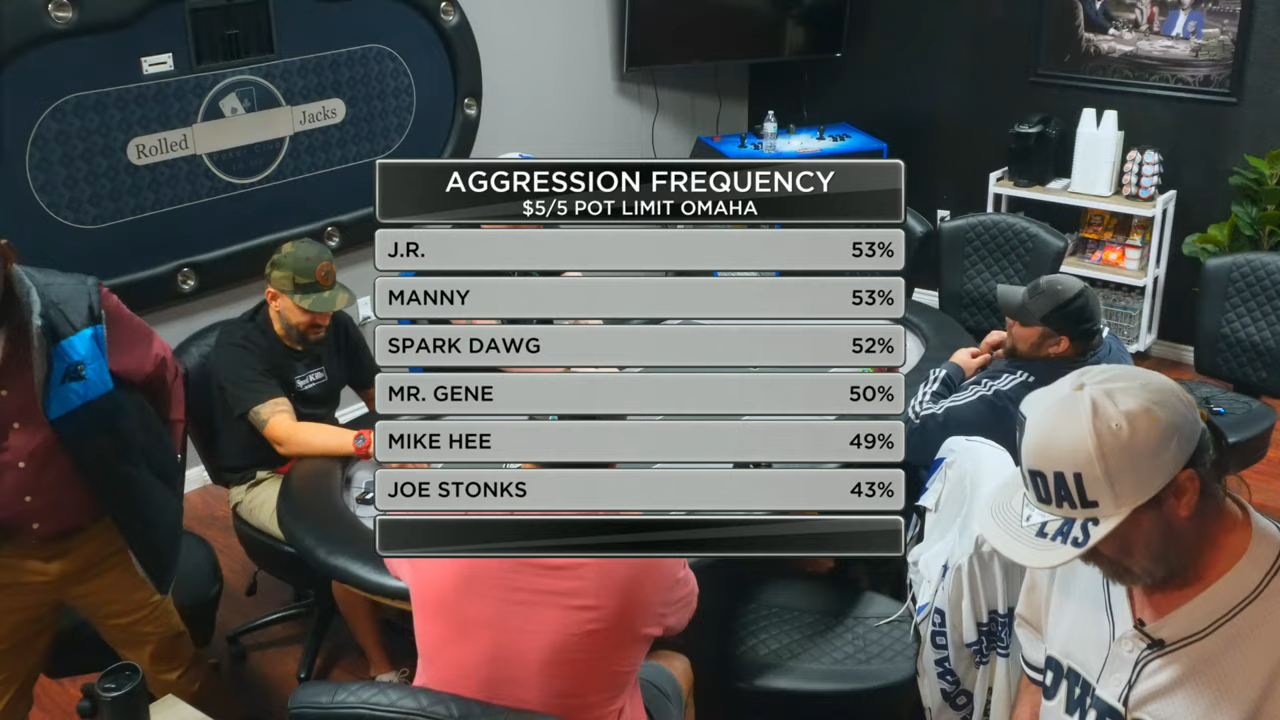 Rolled Jacks
AGGRESSION FREQUENCY
$5/5 POT LIMIT OMAHA
J.R. 53%
MANNY 53%
SPARK DAWG 52%
MR. GENE 50%
MIKE HEE 49%
JOE STONKS 43%
DAL
LAS